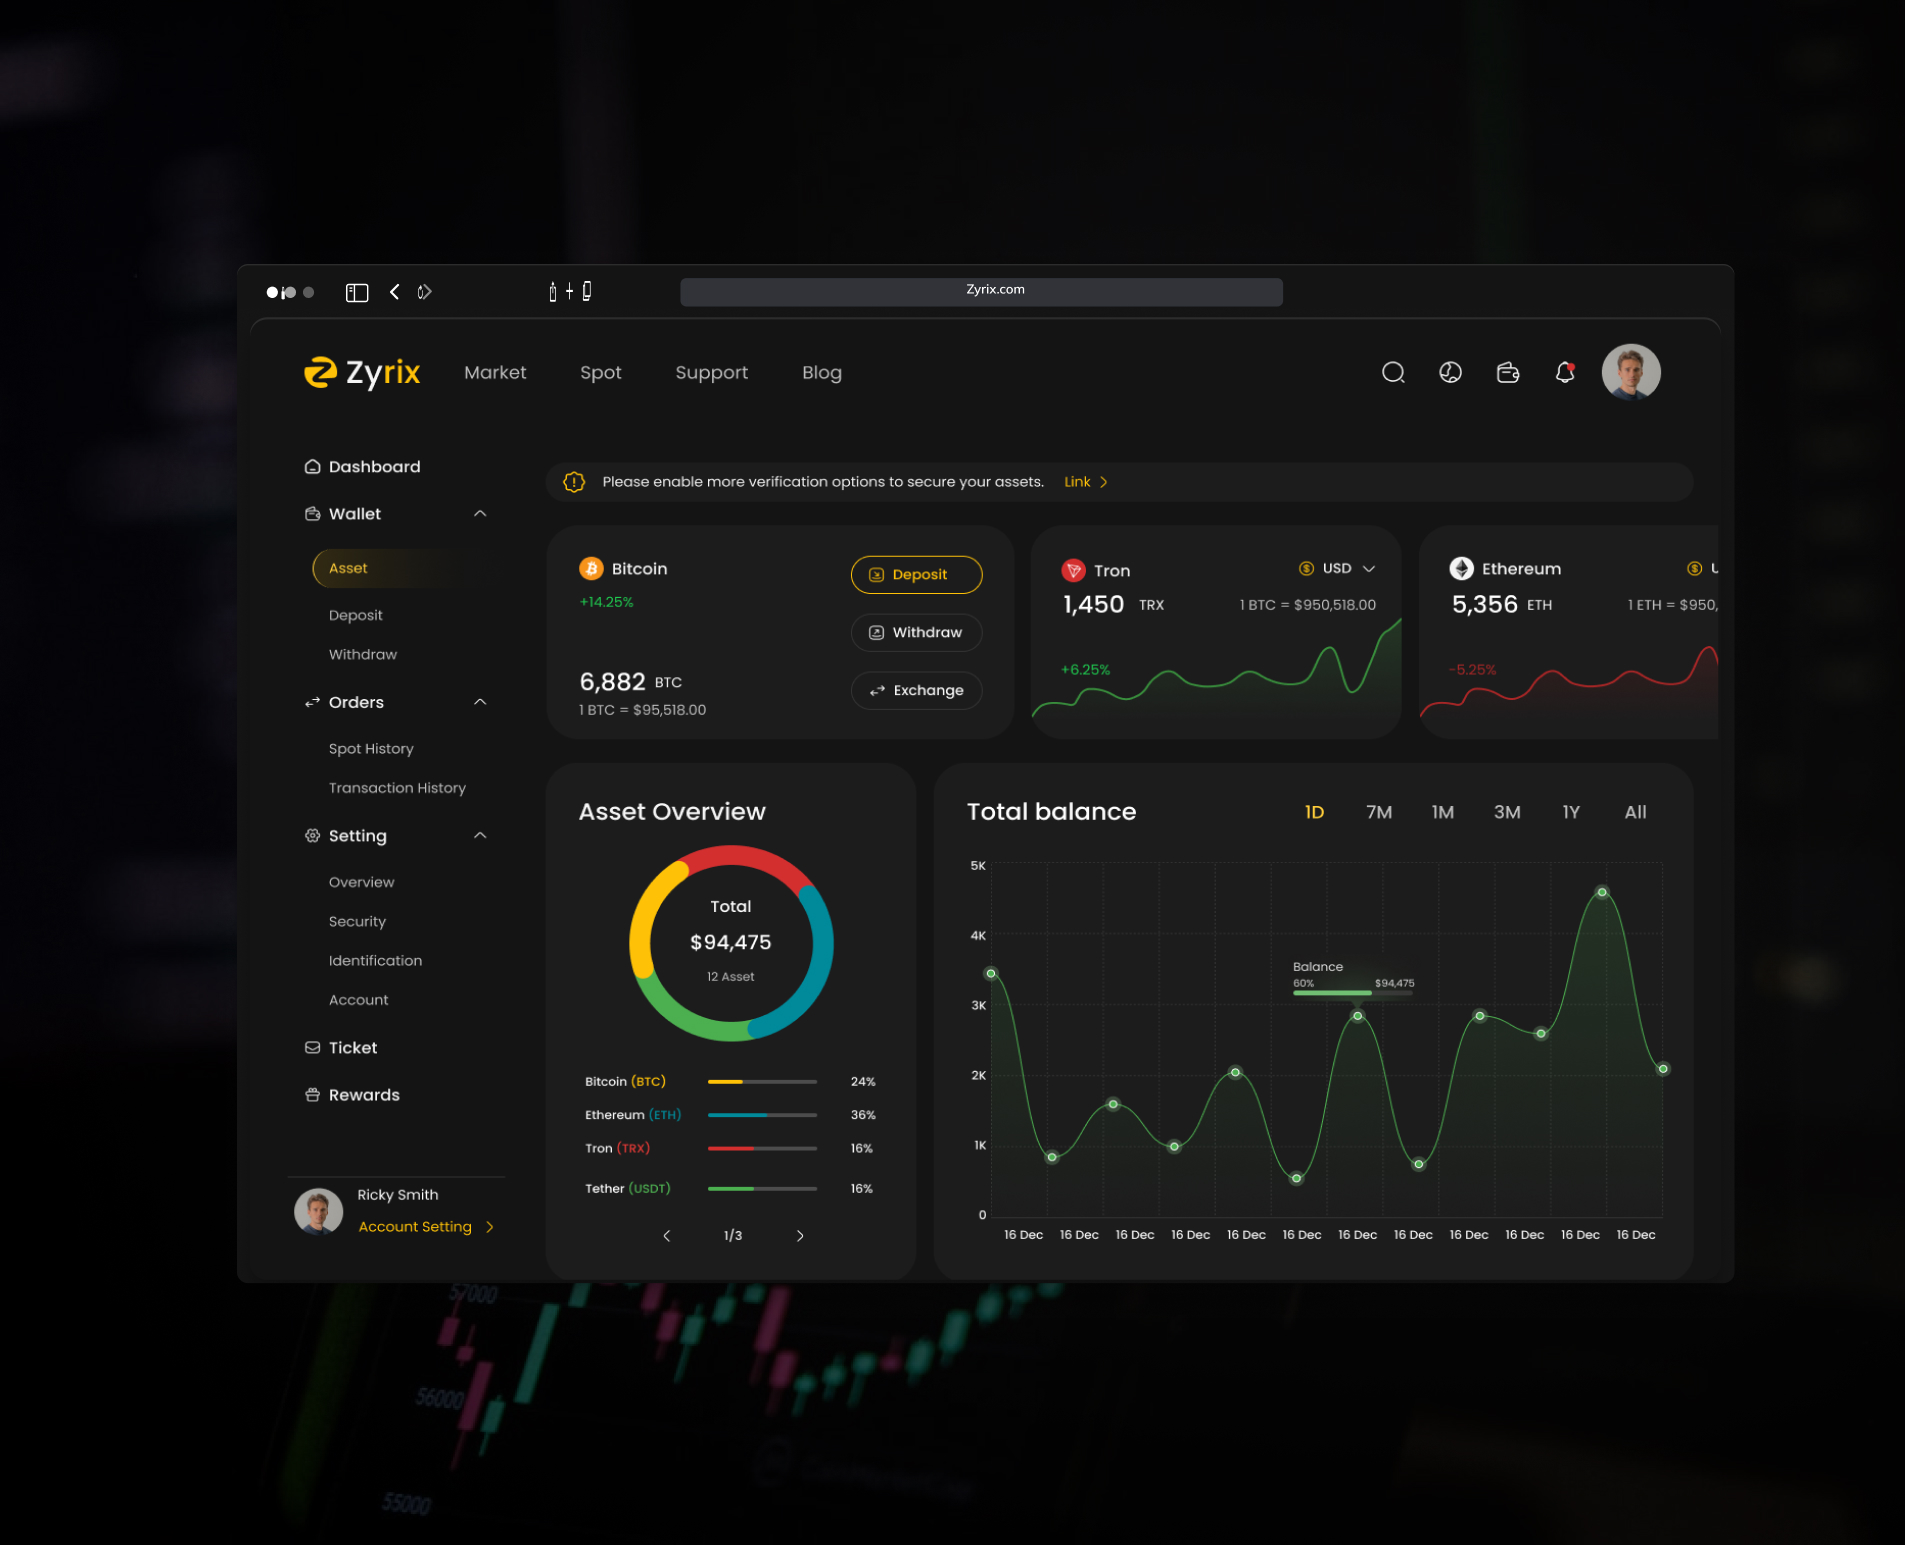 Zyrix.com
Zyrix
Market
Spot
Support
Blog
Dashboard
Wallet
Asset
Deposit
Withdraw
Orders
Spot History
Transaction History
Setting
Overview
Security
Identification
Account
Ticket
Rewards
Ricky Smith
Account Setting
Please enable more verification options to secure your assets. Link
Bitcoin
+14.25%
6,882 BTC
1 BTC = $95,518.00
Deposit
Withdraw
Exchange
Tron
USD
1,450 TRX
1 BTC = $950,518.00
+6.25%
Ethereum
5,356 ETH
1 ETH = $950,
-5.25%
Asset Overview
Total
$94,475
12 Asset
Bitcoin (BTC) 24%
Ethereum (ETH) 36%
Tron (TRX) 16%
Tether (USDT) 16%
1/3
Total balance
1D 7M 1M 3M 1Y All
5K
4K
3K
2K
1K
0
Balance
60% $94,475
16 Dec 16 Dec 16 Dec 16 Dec 16 Dec 16 Dec 16 Dec 16 Dec 16 Dec 16 Dec 16 Dec 16 Dec
57000
56000
55000